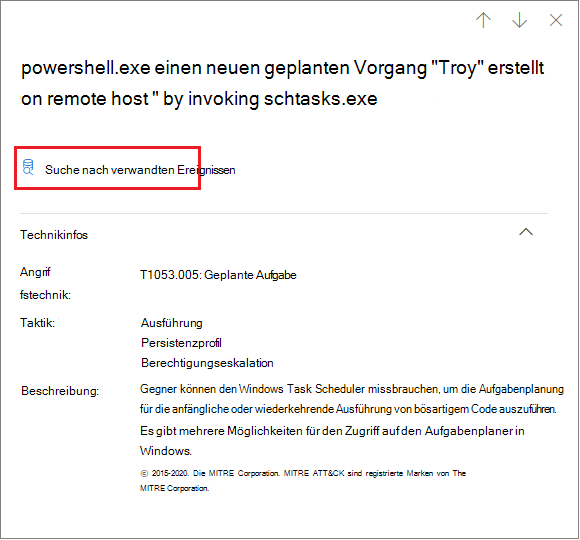 powershell.exe einen neuen geplanten Vorgang "Troy" erstellt
on remote host " by invoking schtasks.exe
Suche nach verwandten Ereignissen
Technikinfos
Angrif
fstechnik:
T1053.005: Geplante Aufgabe
Taktik:
Ausführung
Persistenzprofil
Berechtigungseskalation
Beschreibung:
Gegner können den Windows Task Scheduler missbrauchen, um die Aufgabenplanung
für die anfängliche oder wiederkehrende Ausführung von bösartigem Code auszuführen.
Es gibt mehrere Möglichkeiten für den Zugriff auf den Aufgabenplaner in
Windows.
© 2015-2020. Die MITRE Corporation. MITRE ATT&CK sind registrierte Marken von The
MITRE Corporation.